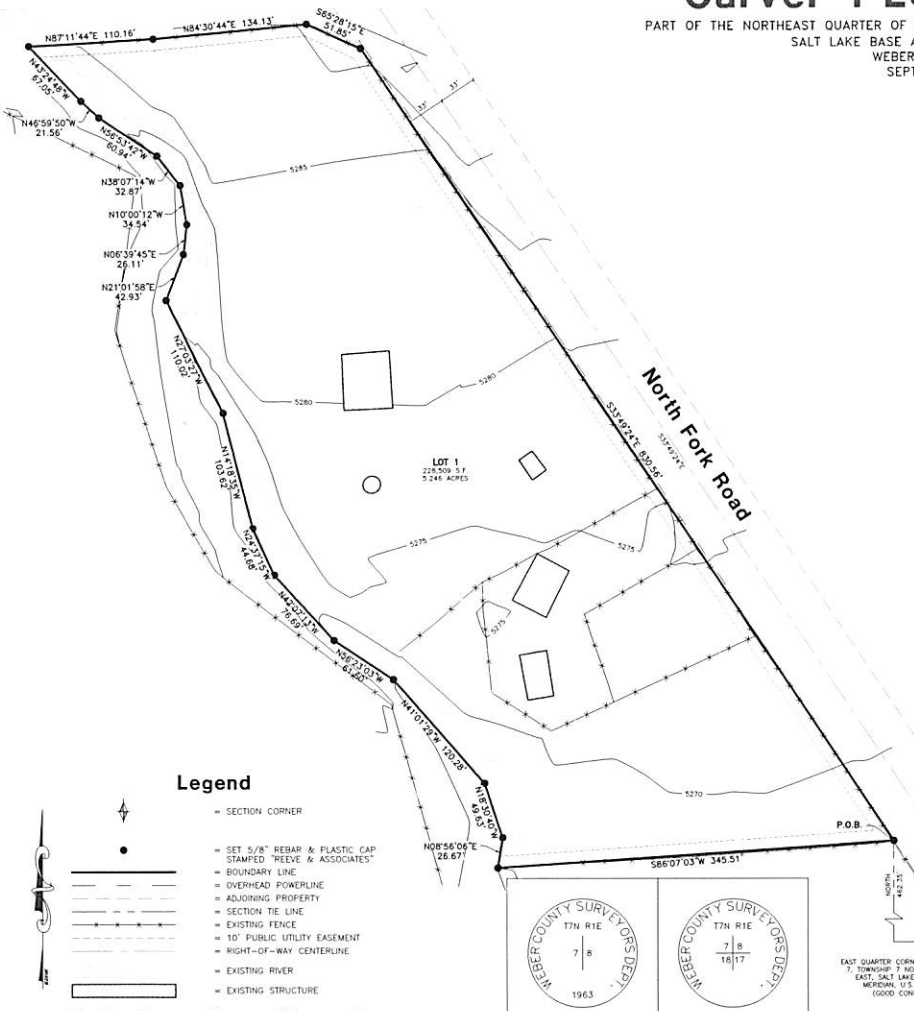 PART OF THE NORTHEAST QUARTER OF
SALT LAKE BASE
WEBER
SEPT
N87°11'44"E 110.16'
N84°30'44"E 134.13'
S65°28'15"E
51.85'
N43°24'48"W
67.05'
N46°59'50"W
21.56'
N56°53'42"W
60.94'
N38°07'14"W
32.87'
N10°00'12"W
34.54'
N06°39'45"E
26.11'
N21°01'58"E
42.93'
N27°03'27"W
110.02'
N14°18'35"W
103.62'
N24°37'15"W
44.68'
N42°07'13"W
76.69'
N56°23'03"W
61.60'
N41°01'29"W 120.28'
N18°30'40"W
49.63'
N08°56'06"E
26.67'
S86°07'03"W 345.51'
33'
33'
5285
5280
5280
LOT 1
228,509 S.F.
5.246 ACRES
5275
5275
5275
5270
North Fork Road
S33°49'24"E
S33°49'24"E 830.56'
P.O.B.
NORTH
462.35'
Legend
= SECTION CORNER
= SET 5/8" REBAR & PLASTIC CAP
STAMPED "REEVE & ASSOCIATES"
= BOUNDARY LINE
= OVERHEAD POWERLINE
= ADJOINING PROPERTY
= SECTION TIE LINE
= EXISTING FENCE
= 10' PUBLIC UTILITY EASEMENT
= RIGHT-OF-WAY CENTERLINE
= EXISTING RIVER
= EXISTING STRUCTURE
WEBER COUNTY SURVEYORS DEPT.
T7N R1E
7 8
1963
WEBER COUNTY SURVEYORS DEPT.
T7N R1E
7 8
18 17
EAST QUARTER CORN
7, TOWNSHIP 7 NO
EAST, SALT LAKE
MERIDIAN, U.S.
(GOOD CON